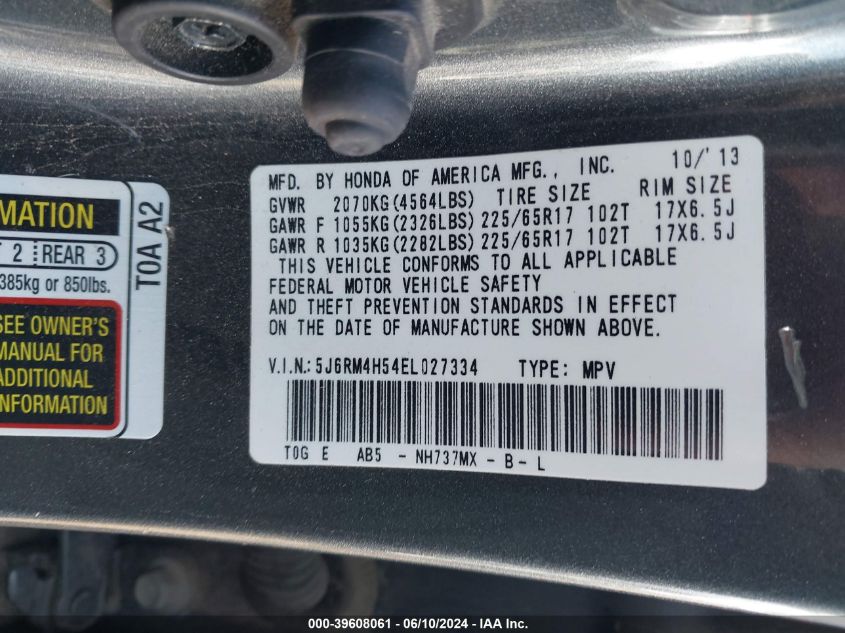 MFD. BY HONDA OF AMERICA MFG., INC. 10/'13
GVWR 2070KG(4564LBS) TIRE SIZE RIM SIZE
GAWR F 1055KG(2326LBS) 225/65R17 102T 17X6.5J
GAWR R 1035KG(2282LBS) 225/65R17 102T 17X6.5J
THIS VEHICLE CONFORMS TO ALL APPLICABLE
FEDERAL MOTOR VEHICLE SAFETY
AND THEFT PREVENTION STANDARDS IN EFFECT
ON THE DATE OF MANUFACTURE SHOWN ABOVE.
V.I.N.: 5J6RM4H54EL027334 TYPE: MPV
T0G E AB5 - NH737MX - B - L
MATION
2 REAR 3
385kg or 850lbs.
SEE OWNER'S
MANUAL FOR
ADDITIONAL
INFORMATION
T0A A2
000-39608061 - 06/10/2024 - IAA Inc.